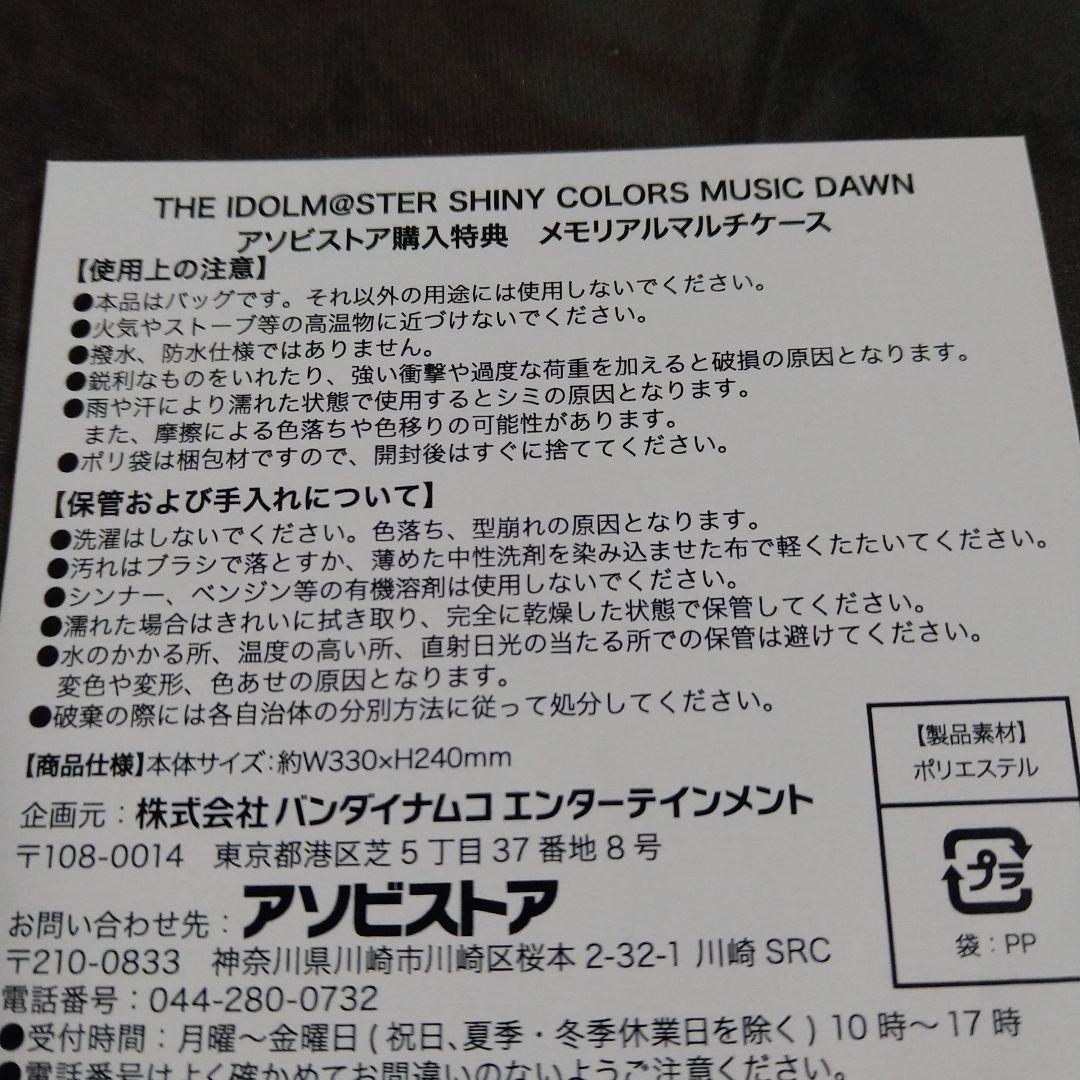 THE IDOLM@STER SHINY COLORS MUSIC DAWN
アソビストア購入特典　メモリアルマルチケース
【使用上の注意】
●本品はバッグです。それ以外の用途には使用しないでください。
●火気やストーブ等の高温物に近づけないでください。
●撥水、防水仕様ではありません。
●鋭利なものをいれたり、強い衝撃や過度な荷重を加えると破損の原因となります。
●雨や汗により濡れた状態で使用するとシミの原因となります。
また、摩擦による色落ちや色移りの可能性があります。
●ポリ袋は梱包材ですので、開封後はすぐに捨ててください。
【保管および手入れについて】
●洗濯はしないでください。色落ち、型崩れの原因となります。
●汚れはブラシで落とすか、薄めた中性洗剤を染み込ませた布で軽くたたいてください。
●シンナー、ベンジン等の有機溶剤は使用しないでください。
●濡れた場合はきれいに拭き取り、完全に乾燥した状態で保管してください。
●水のかかる所、温度の高い所、直射日光の当たる所での保管は避けてください。
変色や変形、色あせの原因となります。
●破棄の際には各自治体の分別方法に従って処分してください。
【商品仕様】本体サイズ：約W330×H240mm
企画元：株式会社バンダイナムコエンターテインメント
〒108-0014　東京都港区芝5丁目37番地8号
お問い合わせ先：アソビストア
〒210-0833　神奈川県川崎市川崎区桜本2-32-1 川崎SRC
電話番号：044-280-0732
●受付時間：月曜～金曜日(祝日、夏季・冬季休業日を除く) 10時～17時
●電話番号はよく確かめてお間違いのないようご注意ください。
【製品素材】
ポリエステル
プラ
袋：PP